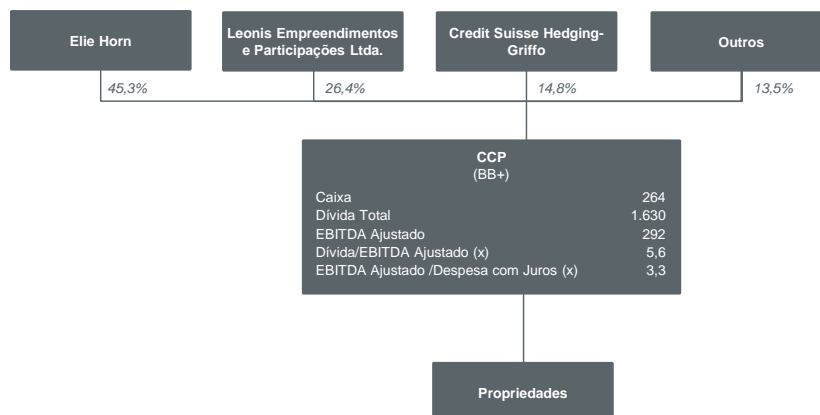 Elie Horn
Leonis Empreendimentos
e Participações Ltda.
Credit Suisse Hedging-
Griffo
Outros
45,3%
26,4%
14,8%
13,5%
CCP
(BB+)
Caixa 264
Dívida Total 1.630
EBITDA Ajustado 292
Dívida/EBITDA Ajustado (x) 5,6
EBITDA Ajustado /Despesa com Juros (x) 3,3
Propriedades